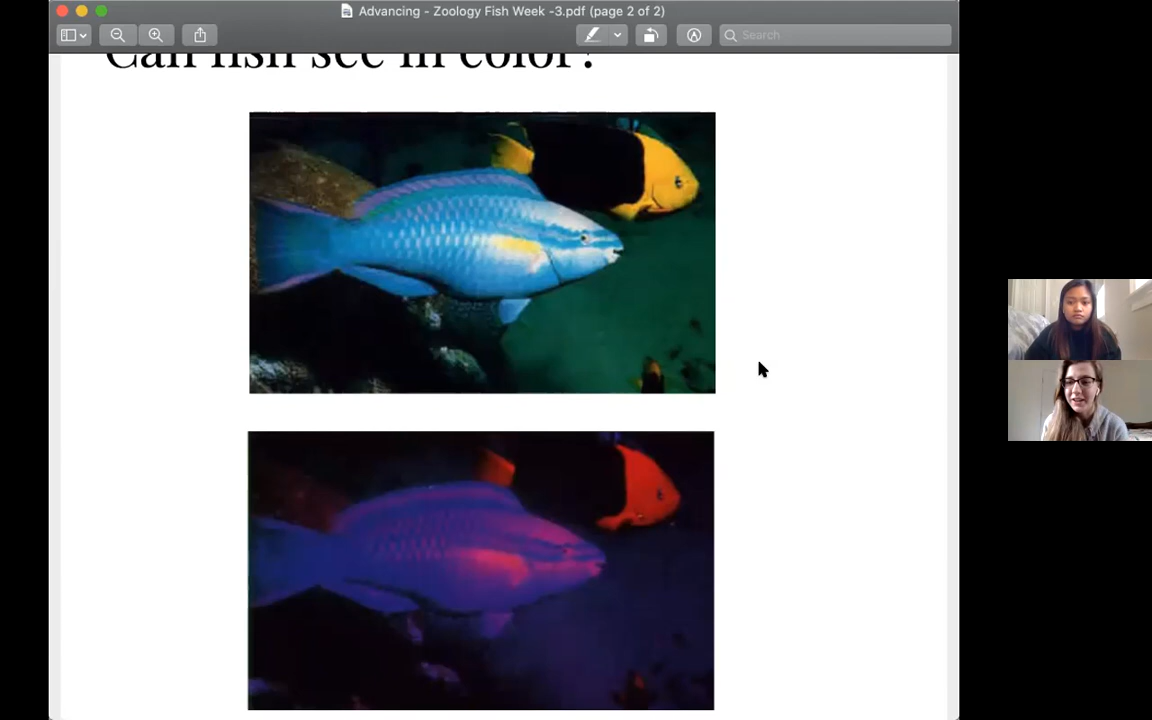 Advancing - Zoology Fish Week -3.pdf (page 2 of 2)
Search
Can fish see in color?